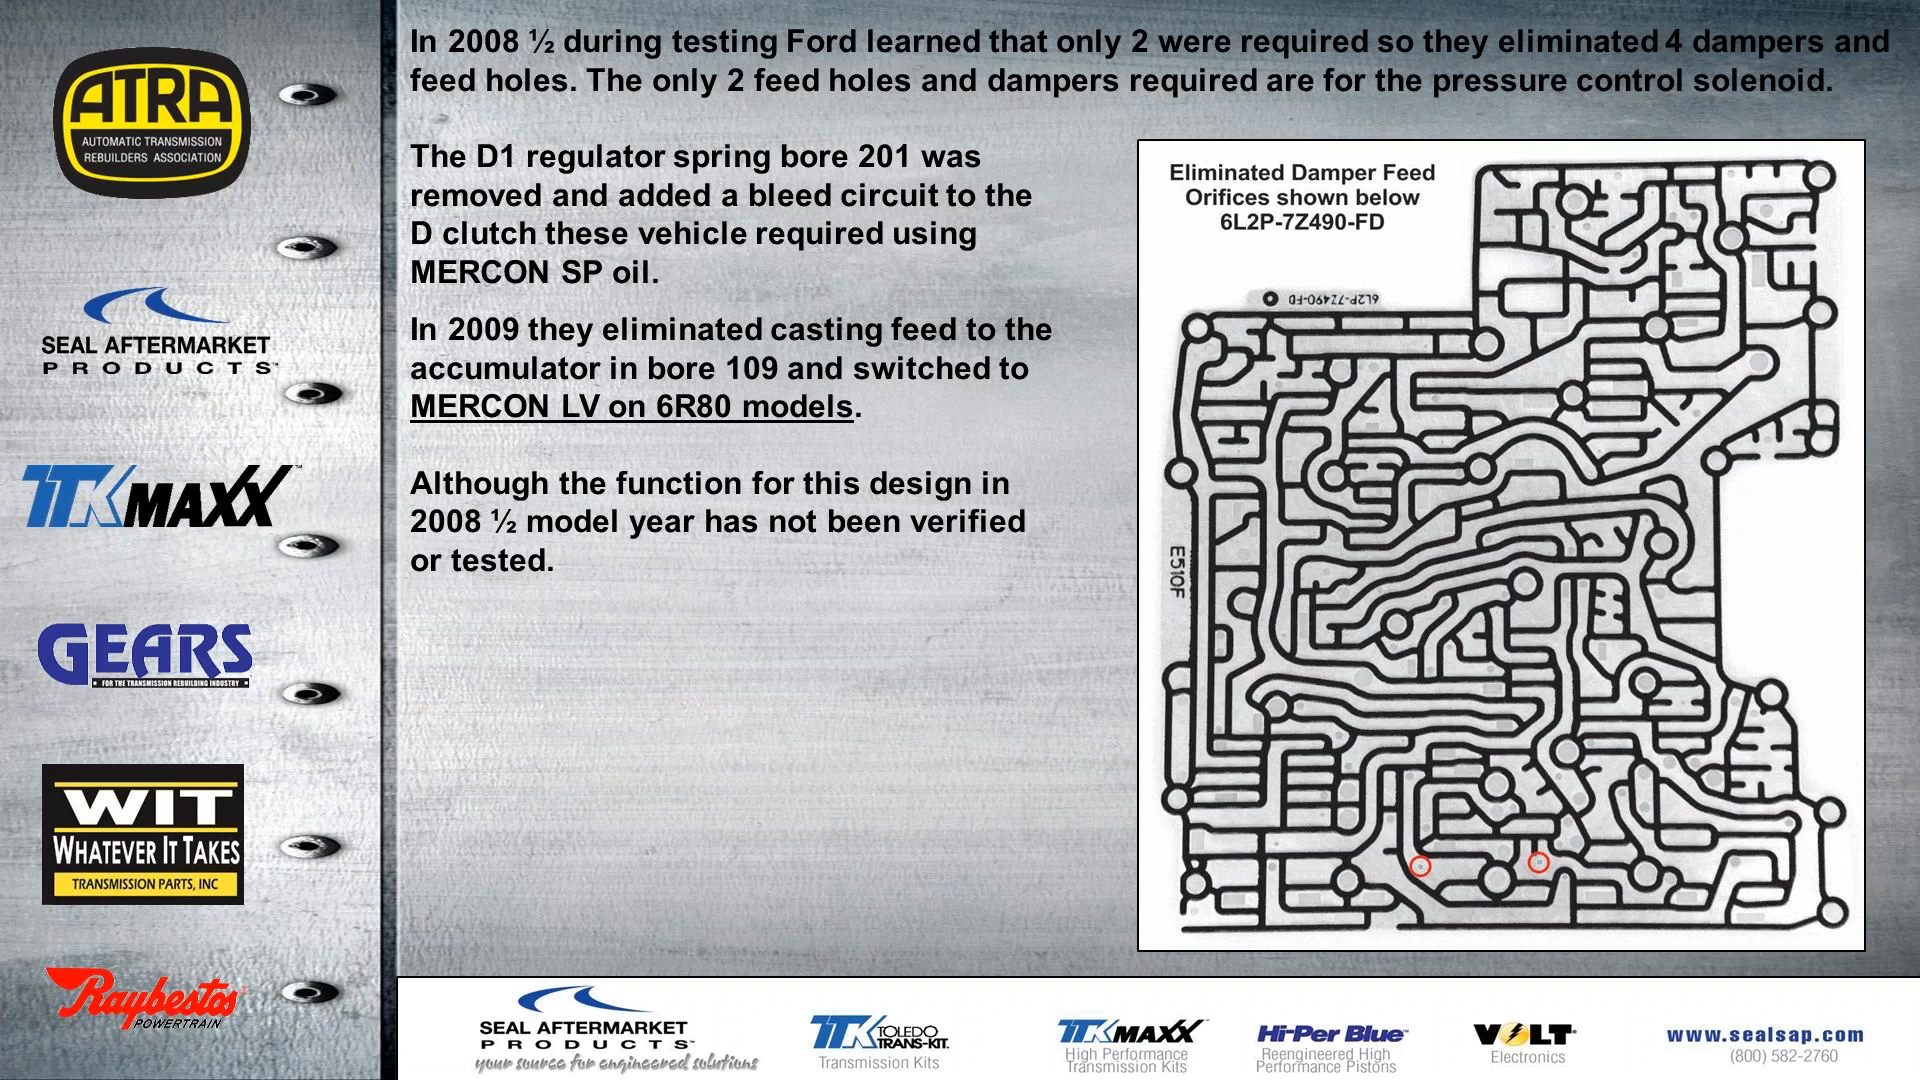 In 2008 ½ during testing Ford learned that only 2 were required so they eliminated 4 dampers and
feed holes. The only 2 feed holes and dampers required are for the pressure control solenoid.
The D1 regulator spring bore 201 was
removed and added a bleed circuit to the
D clutch these vehicle required using
MERCON SP oil.
In 2009 they eliminated casting feed to the
accumulator in bore 109 and switched to
MERCON LV on 6R80 models.
Although the function for this design in
2008 ½ model year has not been verified
or tested.
Eliminated Damper Feed
Orifices shown below
6L2P-7Z490-FD
6L2P-7Z490-FD
E510F
ATRA
AUTOMATIC TRANSMISSION
REBUILDERS ASSOCIATION
SEAL AFTERMARKET
PRODUCTS
TTK MAXX™
GEARS
FOR THE TRANSMISSION REBUILDING INDUSTRY
WIT
WHATEVER IT TAKES
TRANSMISSION PARTS, INC
Raybestos®
POWERTRAIN
SEAL AFTERMARKET
PRODUCTS™
your source for engineered solutions
TTK TOLEDO
TRANS-KIT.
Transmission Kits
TTK MAXX™
High Performance
Transmission Kits
Hi-Per Blue™
Reengineered High
Performance Pistons
VOLT
Electronics
www.sealsap.com
(800) 582-2760